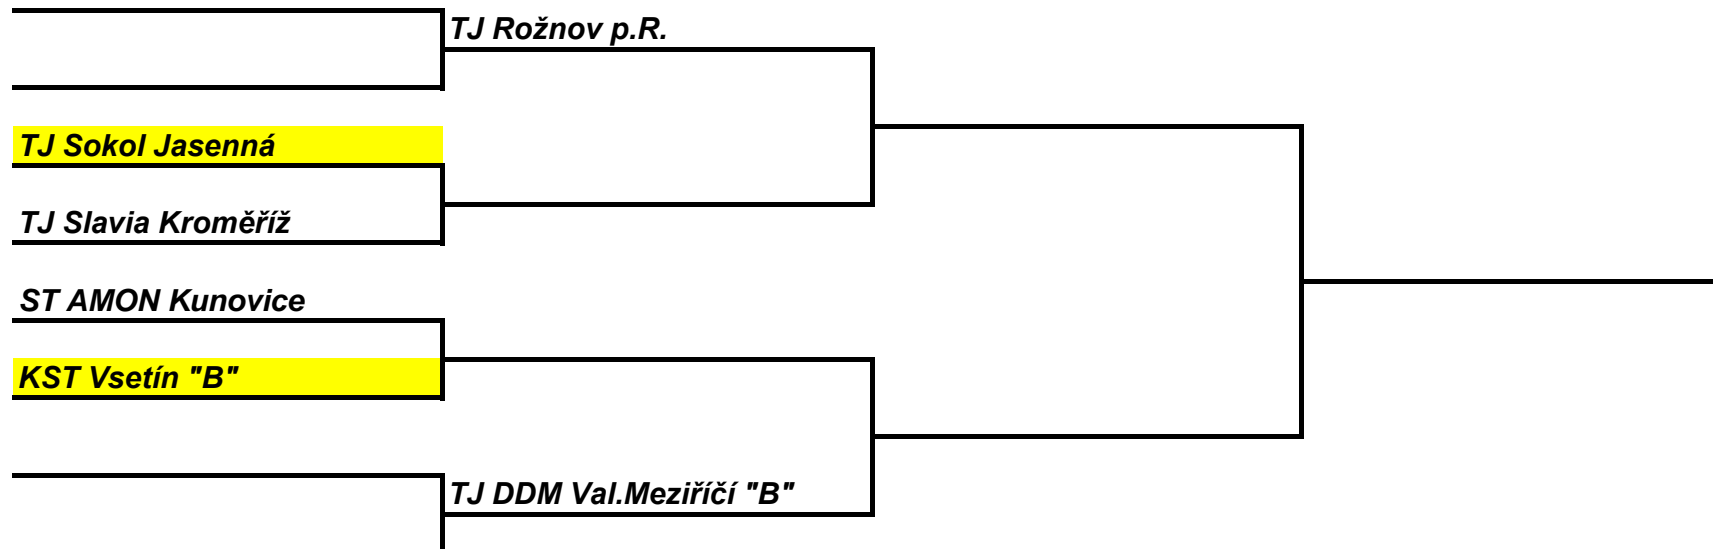 TJ Rožnov p.R.
TJ Sokol Jasenná
TJ Slavia Kroměříž
ST AMON Kunovice
KST Vsetín "B"
TJ DDM Val.Meziříčí "B"